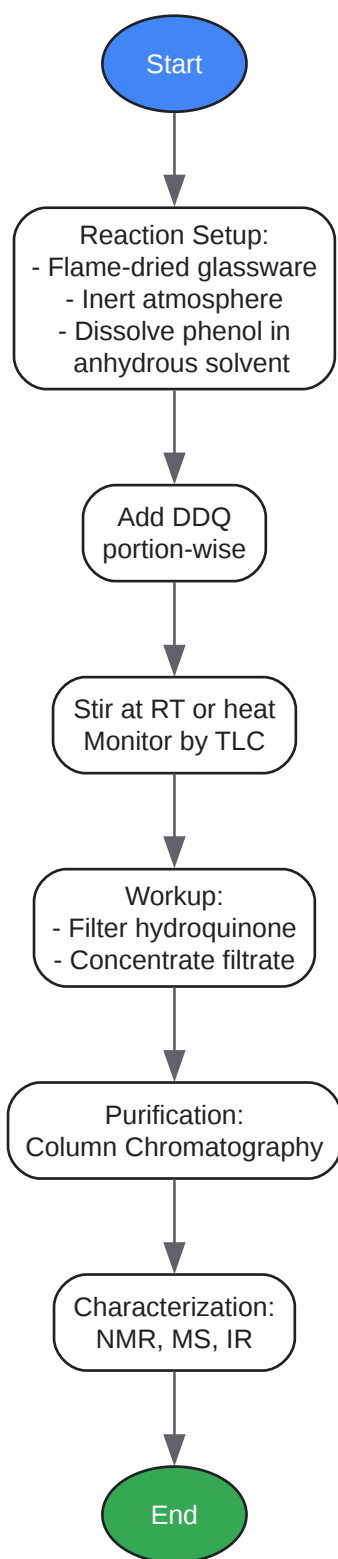 Start
Reaction Setup:
- Flame-dried glassware
- Inert atmosphere
- Dissolve phenol in
anhydrous solvent
Add DDQ
portion-wise
Stir at RT or heat
Monitor by TLC
Workup:
- Filter hydroquinone
- Concentrate filtrate
Purification:
Column Chromatography
Characterization:
NMR, MS, IR
End